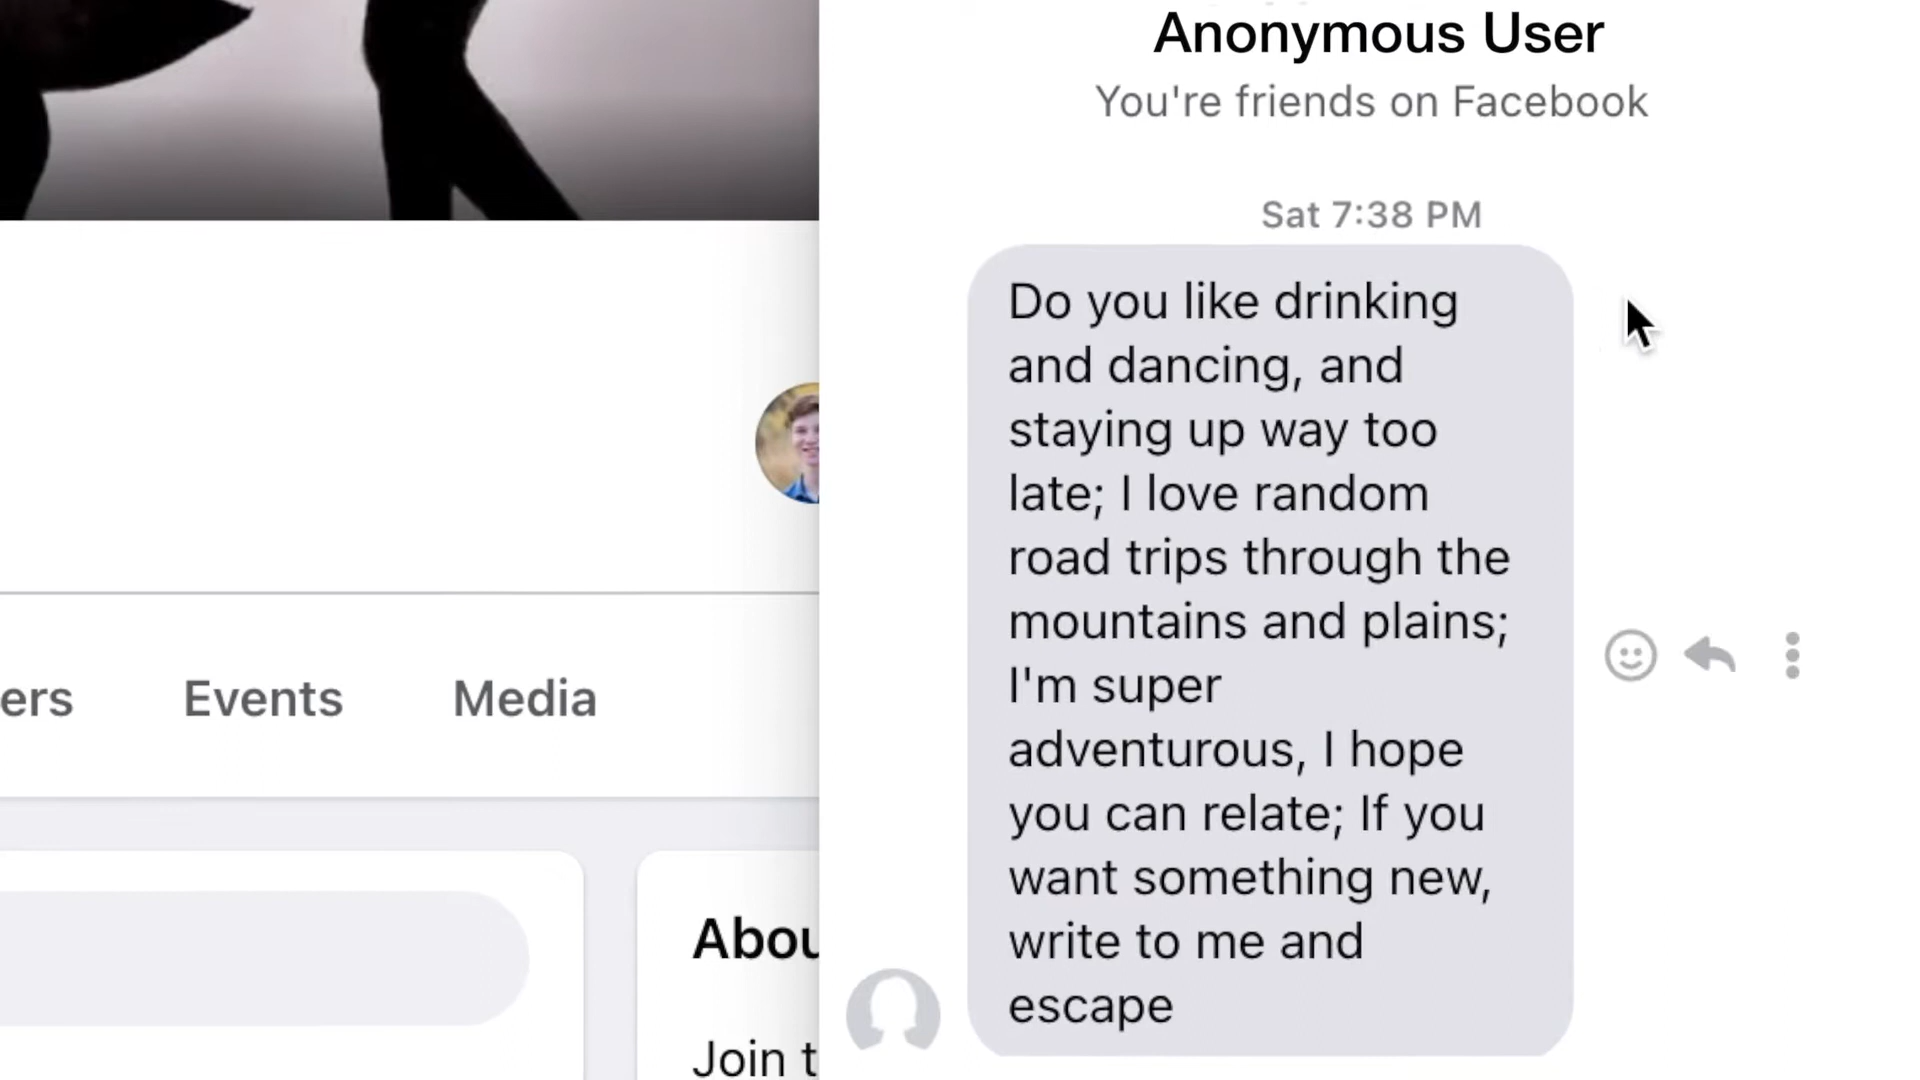 Anonymous User
You're friends on Facebook
Sat 7:38 PM
Do you like drinking
and dancing, and
staying up way too
late; I love random
road trips through the
mountains and plains;
I'm super
adventurous, I hope
you can relate; If you
want something new,
write to me and
escape
ers
Events
Media
Abou
Join t